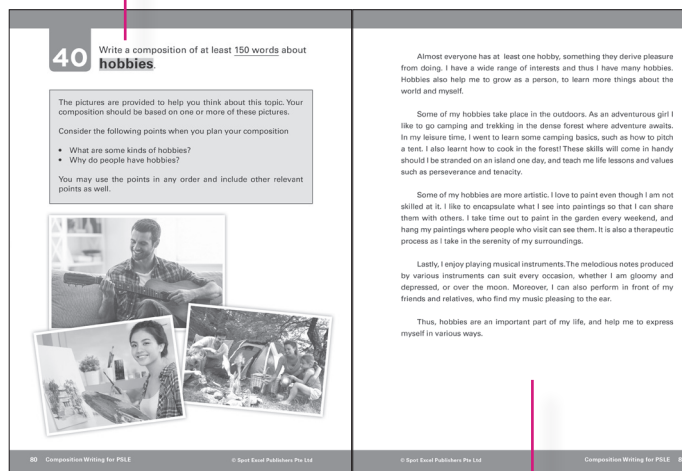 40
Write a composition of at least 150 words about
hobbies.
The pictures are provided to help you think about this topic. Your
composition should be based on one or more of these pictures.
Consider the following points when you plan your composition
• What are some kinds of hobbies?
• Why do people have hobbies?
You may use the points in any order and include other relevant
points as well.
80 Composition Writing for PSLE
© Spot Excel Publishers Pte Ltd
Almost everyone has at least one hobby, something they derive pleasure
from doing. I have a wide range of interests and thus I have many hobbies.
Hobbies also help me to grow as a person, to learn more things about the
world and myself.
Some of my hobbies take place in the outdoors. As an adventurous girl I
like to go camping and trekking in the dense forest where adventure awaits.
In my leisure time, I went to learn some camping basics, such as how to pitch
a tent. I also learnt how to cook in the forest! These skills will come in handy
should I be stranded on an island one day, and teach me life lessons and values
such as perseverance and tenacity.
Some of my hobbies are more artistic. I love to paint even though I am not
skilled at it. I like to encapsulate what I see into paintings so that I can share
them with others. I take time out to paint in the garden every weekend, and
hang my paintings where people who visit can see them. It is also a therapeutic
process as I take in the serenity of my surroundings.
Lastly, I enjoy playing musical instruments. The melodious notes produced
by various instruments can suit every occasion, whether I am gloomy and
depressed, or over the moon. Moreover, I can also perform in front of my
friends and relatives, who find my music pleasing to the ear.
Thus, hobbies are an important part of my life, and help me to express
myself in various ways.
© Spot Excel Publishers Pte Ltd
Composition Writing for PSLE